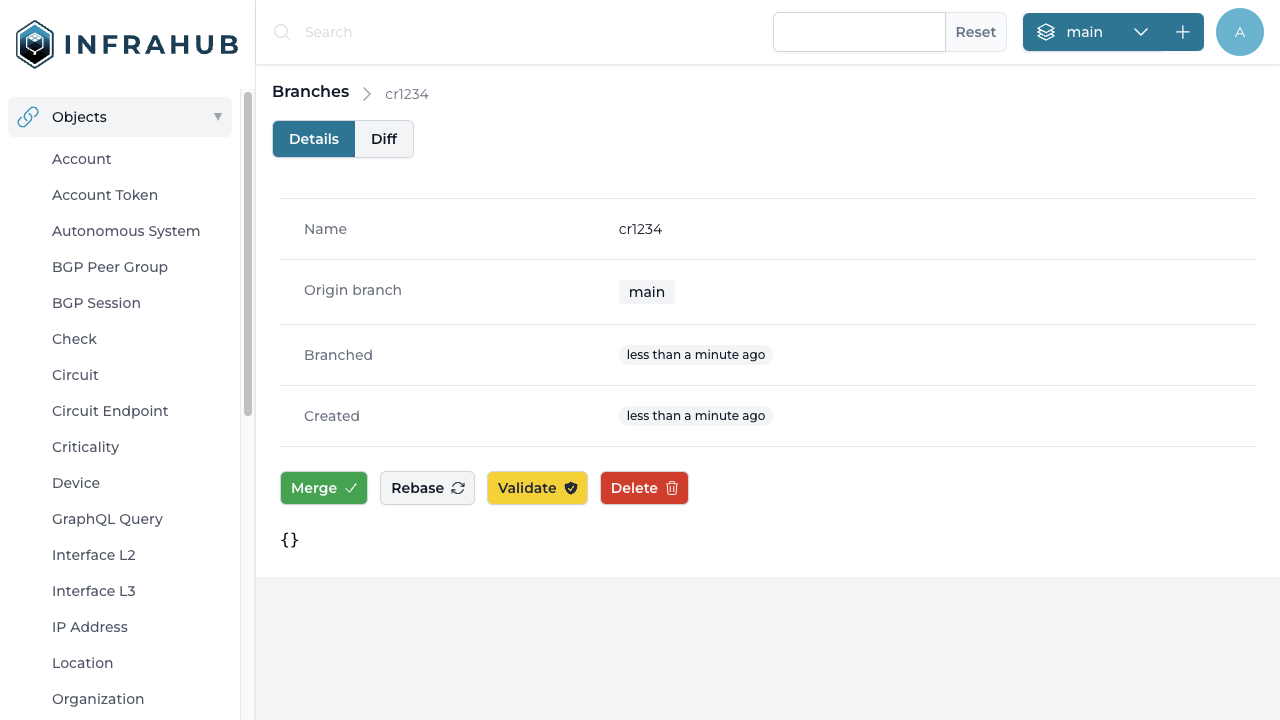 INFRAHUB
Search
Reset
main
A
Objects
Account
Account Token
Autonomous System
BGP Peer Group
BGP Session
Check
Circuit
Circuit Endpoint
Criticality
Device
GraphQL Query
Interface L2
Interface L3
IP Address
Location
Organization
Branches
cr1234
Details
Diff
Name cr1234
Origin branch main
Branched less than a minute ago
Created less than a minute ago
Merge Rebase Validate Delete
{}